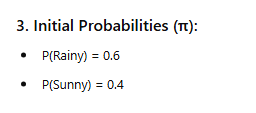 3. Initial Probabilities (π):
• P(Rainy) = 0.6
• P(Sunny) = 0.4